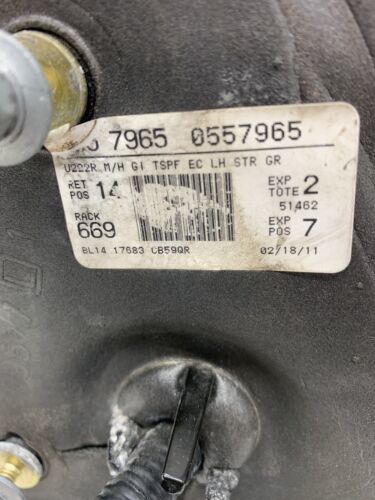 7965 0557965
U222R M/H GI TSPF EC LH STR GR
RET POS 14
EXP TOTE 2
51462
RACK 669
EXP POS 7
BL14 17683 CB59QR
02/18/11